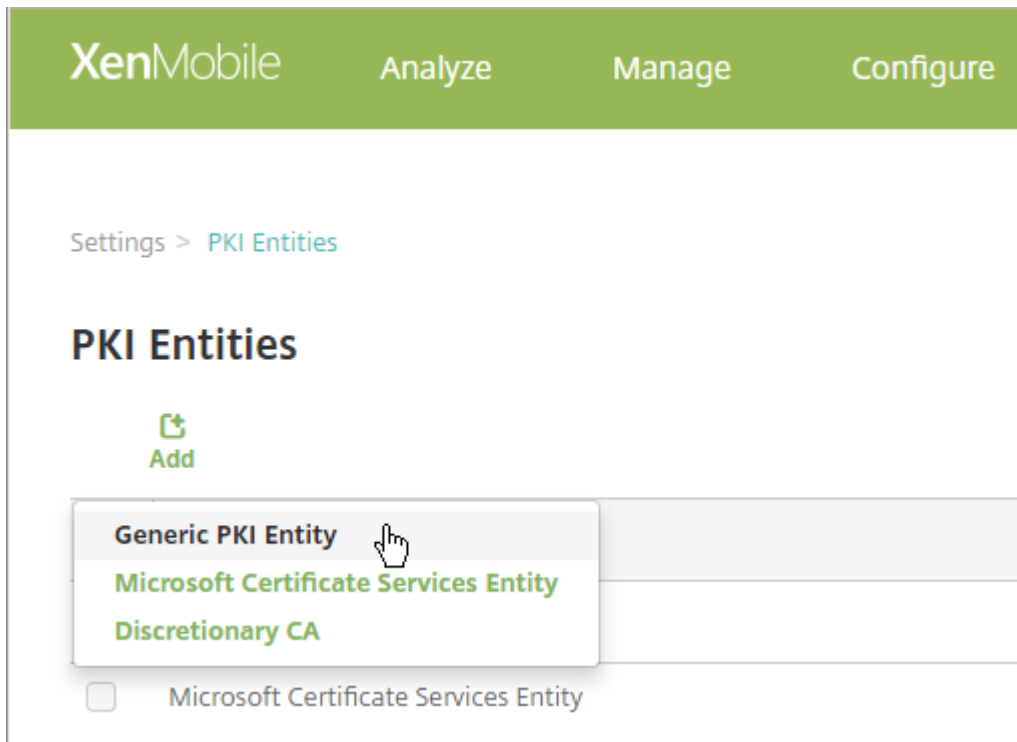 XenMobile Analyze Manage Configure
Settings > PKI Entities
PKI Entities
Add
Generic PKI Entity
Microsoft Certificate Services Entity
Discretionary CA
Microsoft Certificate Services Entity